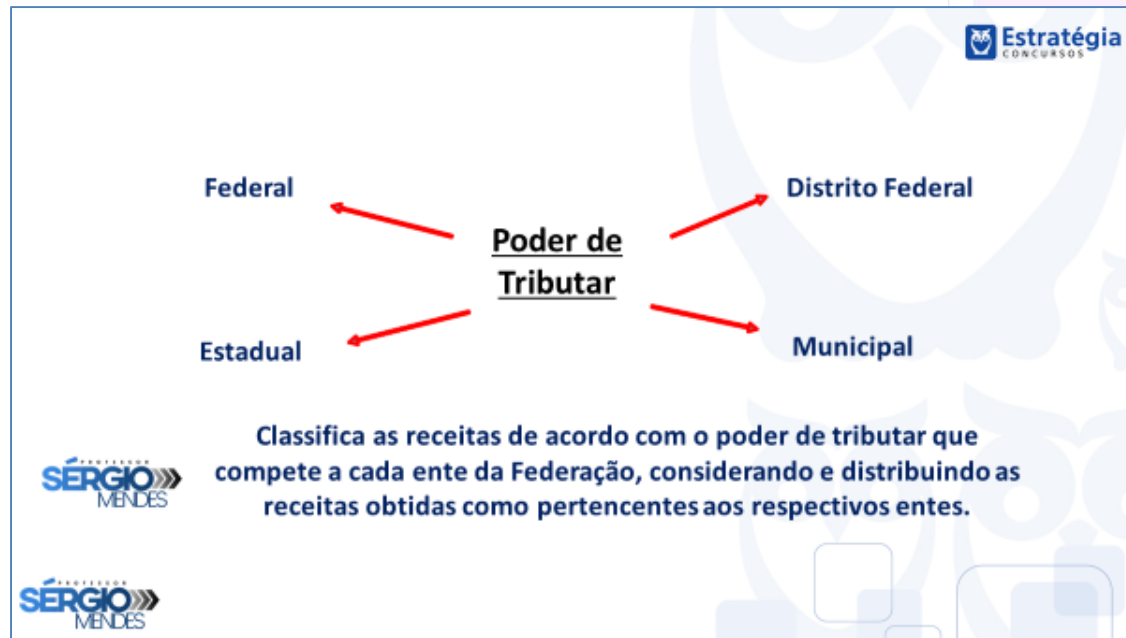 Estratégia
CONCURSOS
Federal
Distrito Federal
Poder de
Tributar
Estadual
Municipal
Classifica as receitas de acordo com o poder de tributar que
compete a cada ente da Federação, considerando e distribuindo as
receitas obtidas como pertencentes aos respectivos entes.
PROFESSOR
SÉRGIO
MENDES
PROFESSOR
SÉRGIO
MENDES